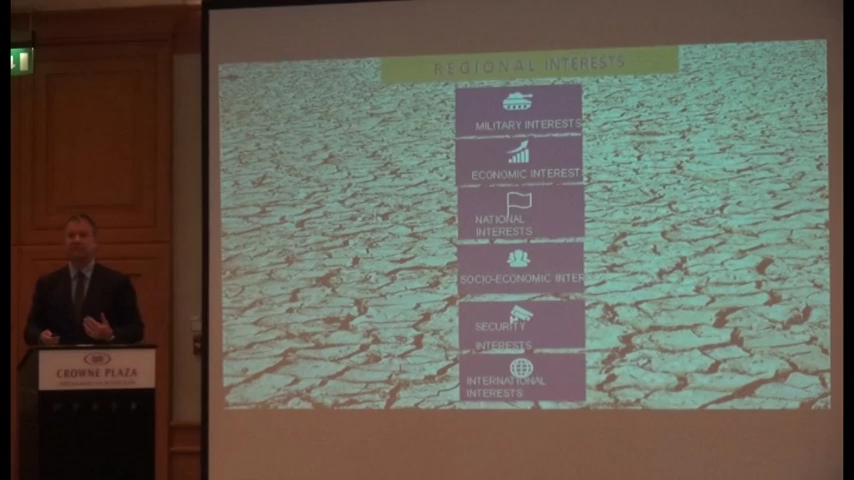 REGIONAL INTERESTS
MILITARY INTERESTS
ECONOMIC INTEREST
NATIONAL
INTERESTS
SOCIO-ECONOMIC INTER
SECURITY
INTERESTS
INTERNATIONAL
INTERESTS
CROWNE PLAZA